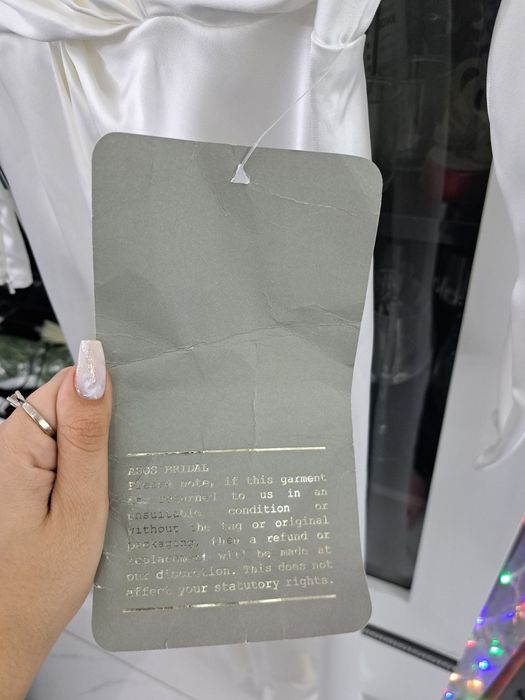 ASOS BRIDAL
Please note, if this garment
is returned to us in an
unsuitable condition or
without the tag or original
packaging, then a refund or
replacement will be made at
our discretion. This does not
affect your statutory rights.